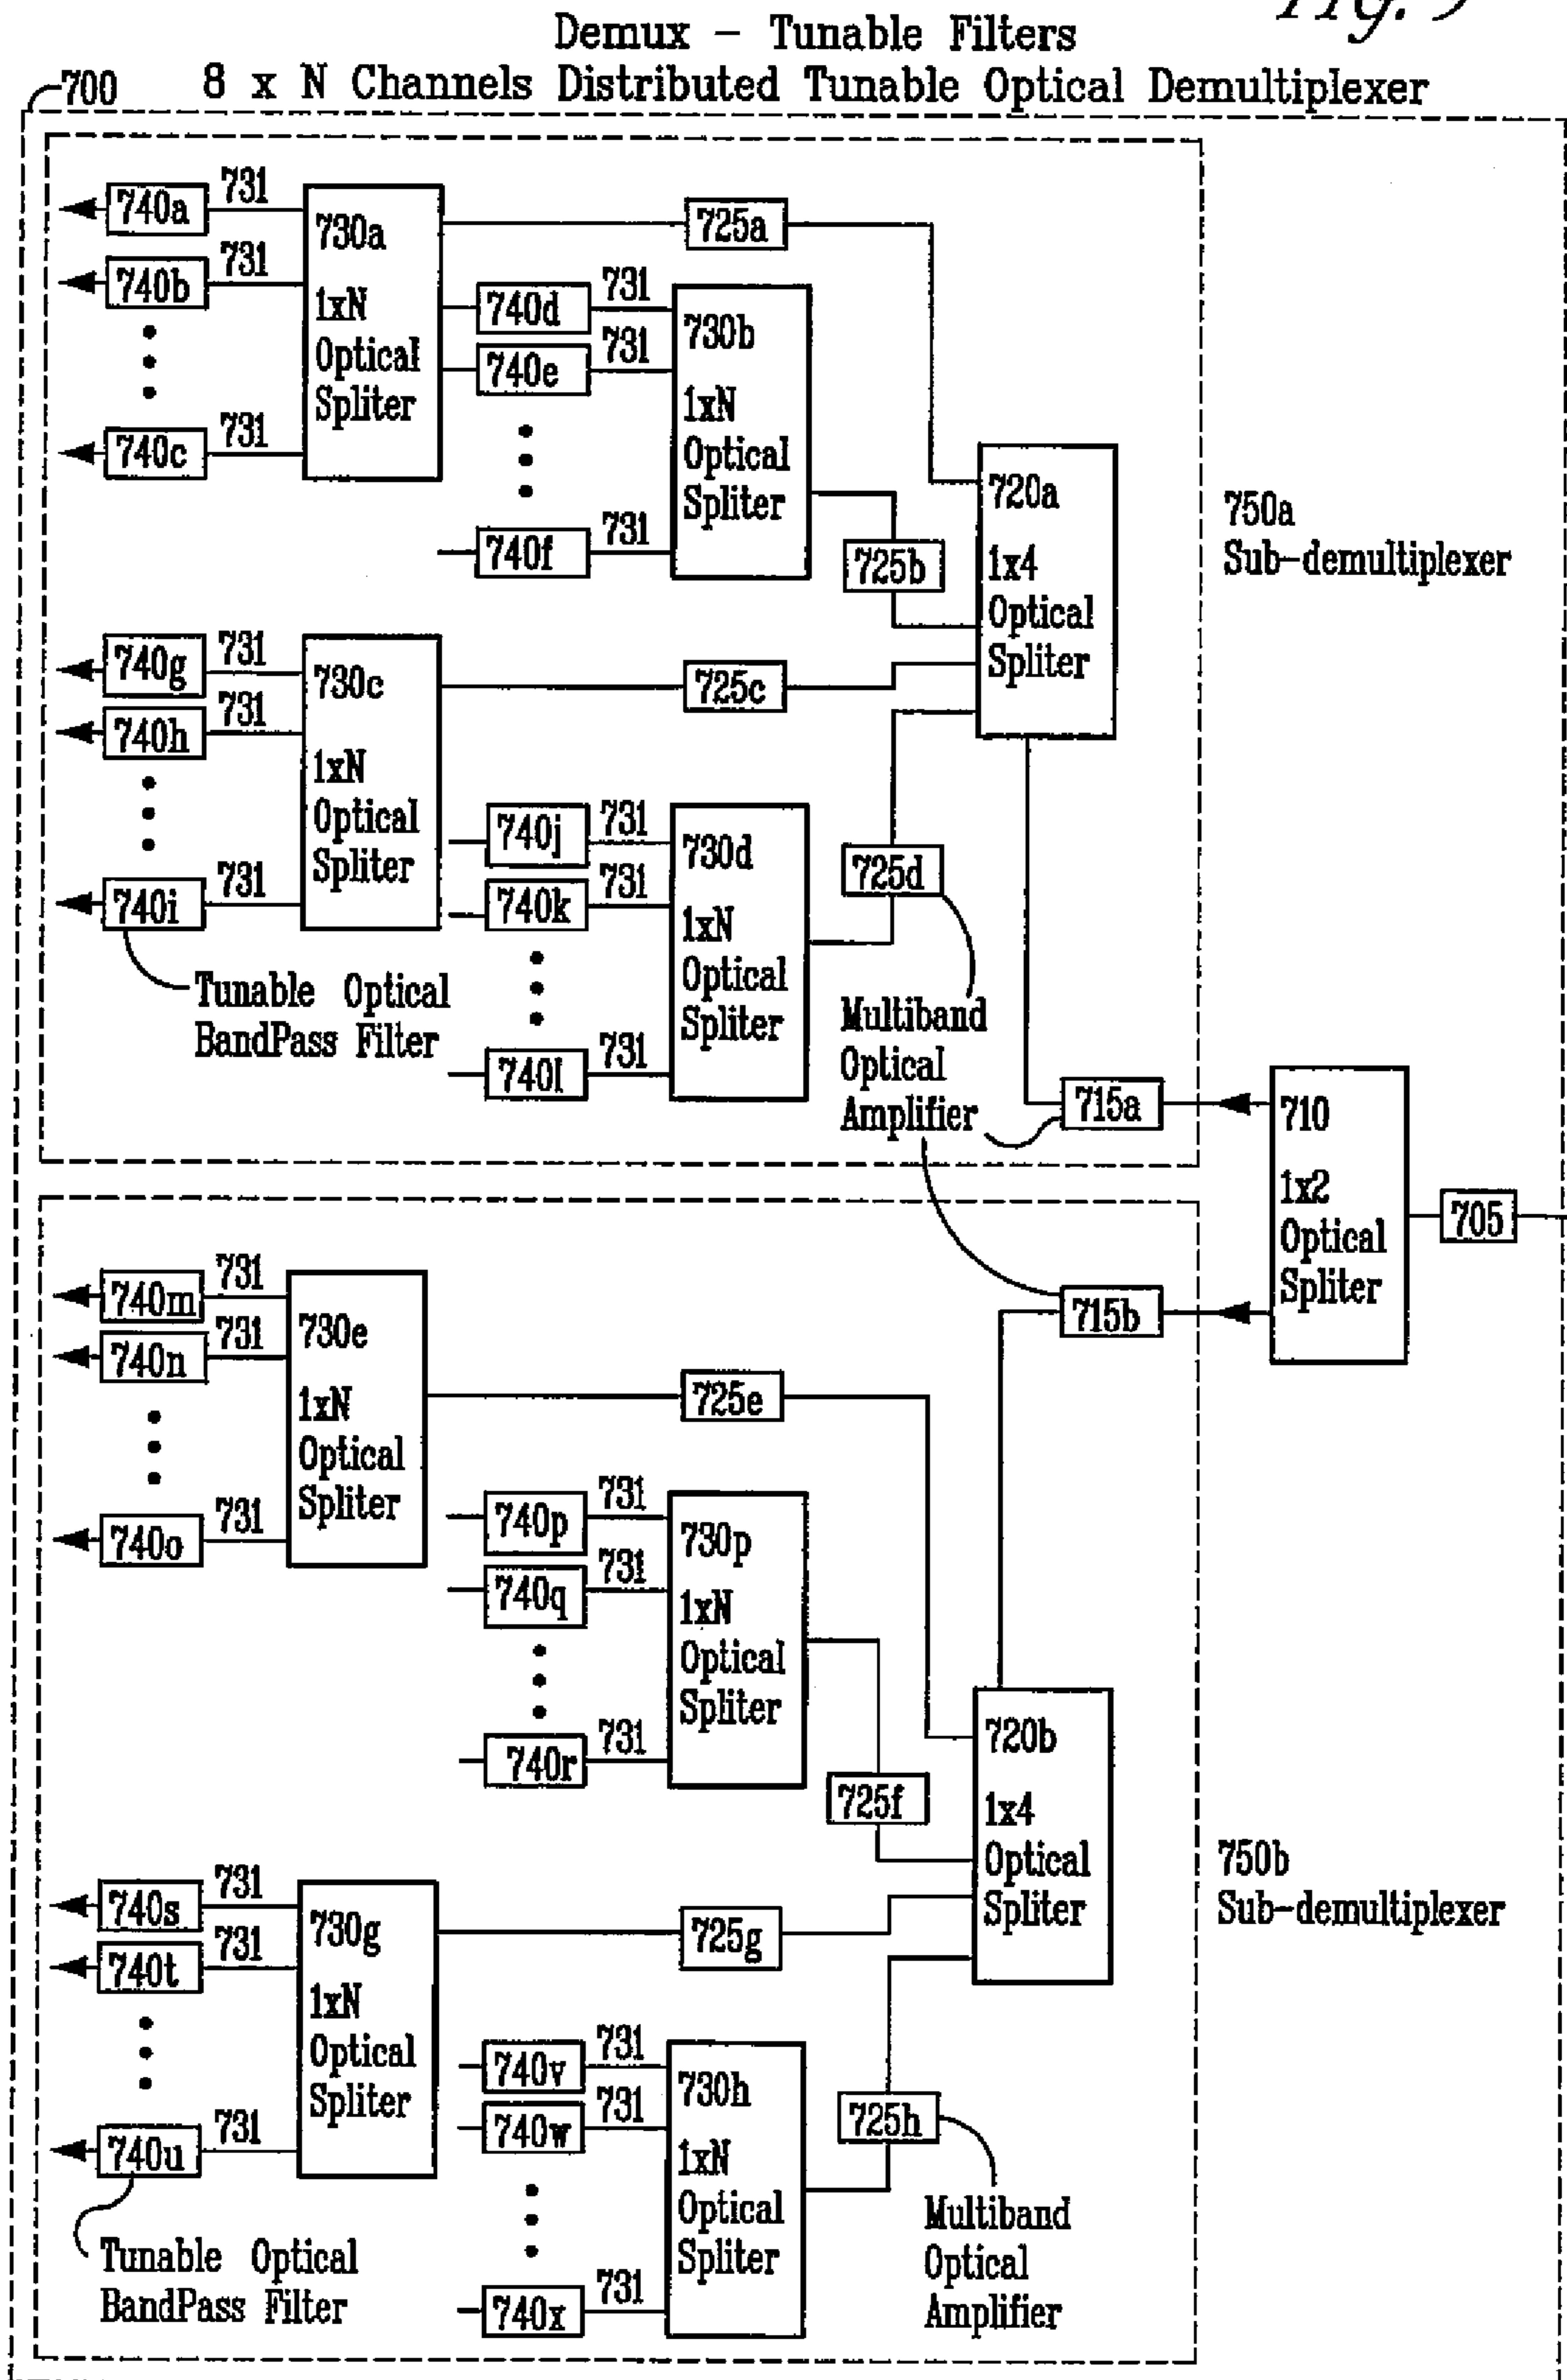 Fig. 9
Demux – Tunable Filters
8 x N Channels Distributed Tunable Optical Demultiplexer
700
740a
731
740b
731
740c
731
730a
1xN
Optical
Spliter
725a
740d
731
740e
731
740f
731
730b
1xN
Optical
Spliter
725b
720a
1x4
Optical
Spliter
750a
Sub-demultiplexer
740g
731
740h
731
740i
731
730c
1xN
Optical
Spliter
725c
Tunable Optical
BandPass Filter
740j
731
740k
731
740l
731
730d
1xN
Optical
Spliter
725d
Multiband
Optical
Amplifier
715a
710
1x2
Optical
Spliter
705
715b
740m
731
740n
731
740o
731
730e
1xN
Optical
Spliter
725e
740p
731
740q
731
740r
731
730p
1xN
Optical
Spliter
725f
720b
1x4
Optical
Spliter
750b
Sub-demultiplexer
740s
731
740t
731
740u
731
730g
1xN
Optical
Spliter
725g
Tunable Optical
BandPass Filter
740v
731
740w
731
740x
731
730h
1xN
Optical
Spliter
725h
Multiband
Optical
Amplifier